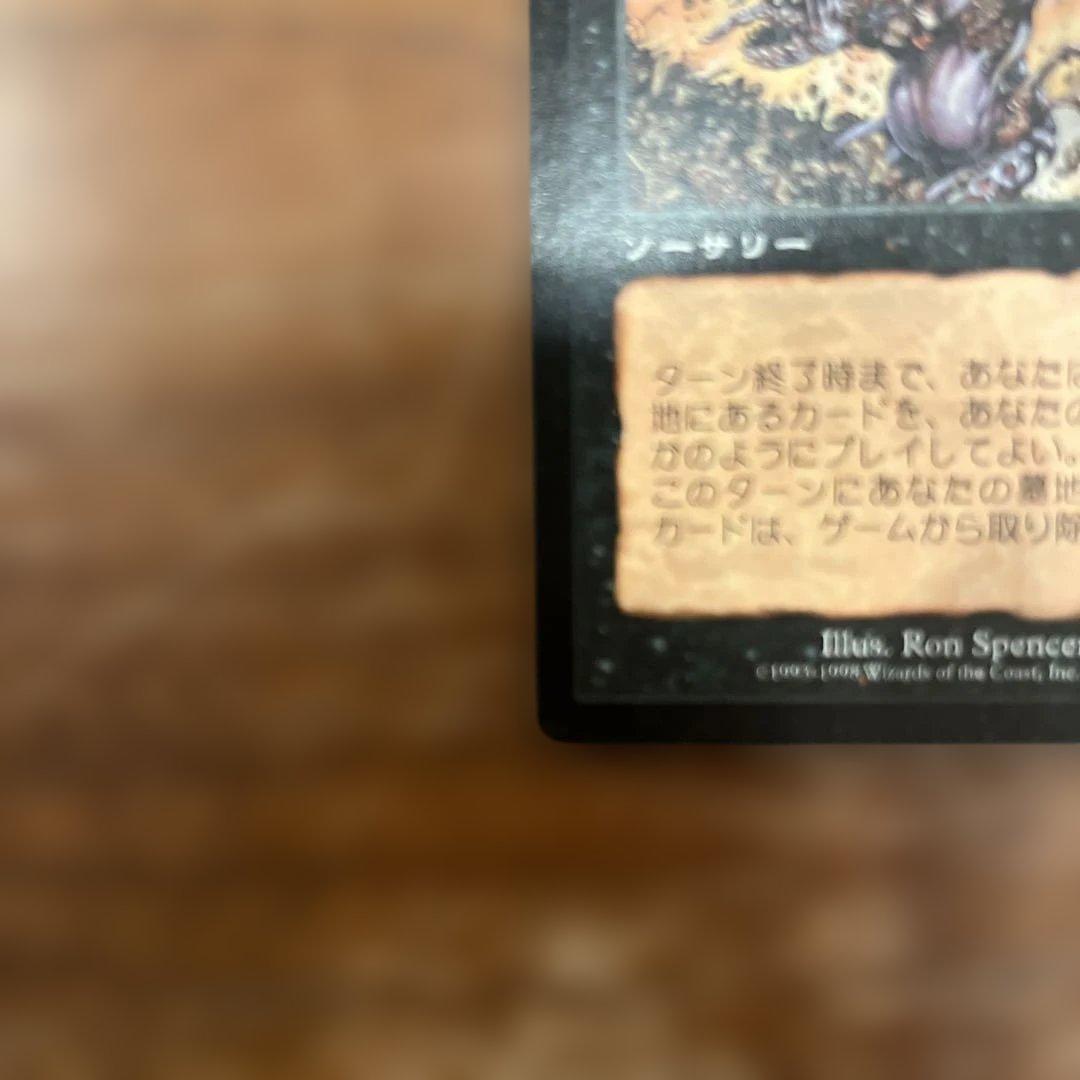 ソーサリー
ターン終了時まで、あなたは
地にあるカードを、あなたの
かのようにプレイしてよい。
このターンにあなたの墓地
カードは、ゲームから取り除
Illus. Ron Spencer
©1993-1998 Wizards of the Coast, Inc.